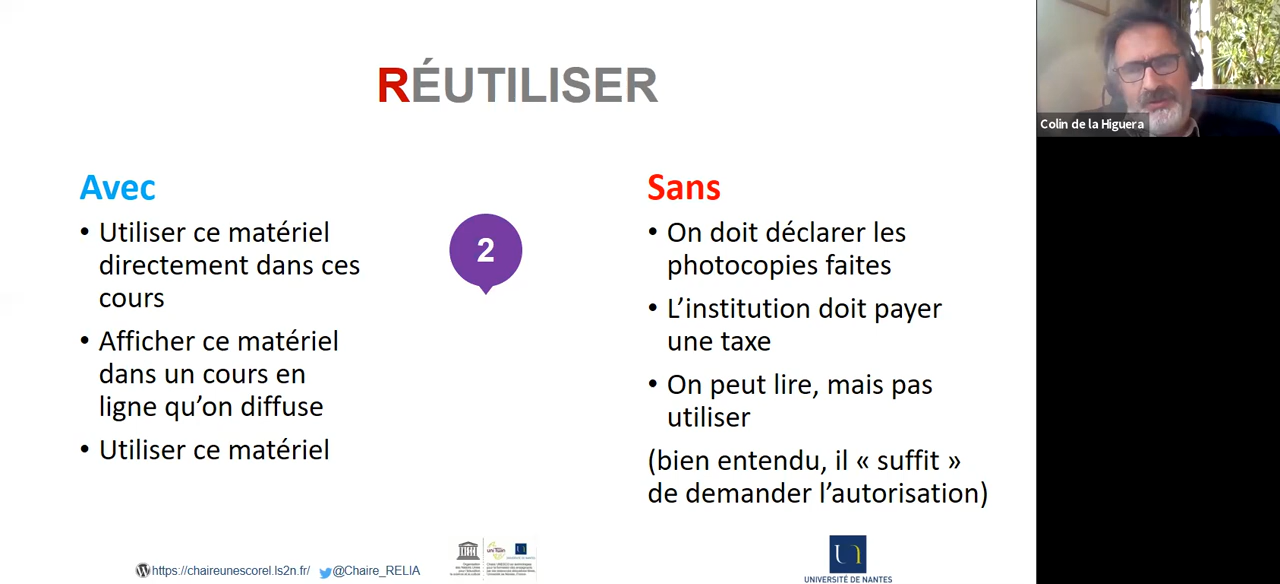 RÉUTILISER
Colin de la Higuera
Avec
• Utiliser ce matériel
directement dans ces
cours
• Afficher ce matériel
dans un cours en
ligne qu’on diffuse
• Utiliser ce matériel
2
Sans
• On doit déclarer les
photocopies faites
• L’institution doit payer
une taxe
• On peut lire, mais pas
utiliser
(bien entendu, il « suffit »
de demander l’autorisation)
https://chaireunescorel.ls2n.fr/
@Chaire_RELIA
UNIVERSITÉ DE NANTES